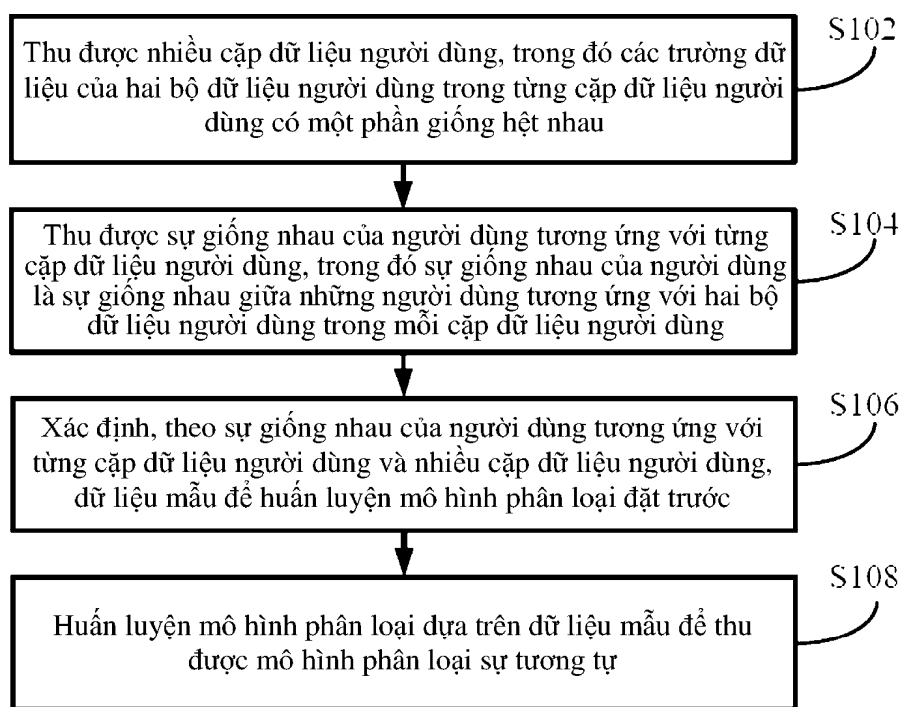 S102
Thu được nhiều cặp dữ liệu người dùng, trong đó các trường dữ
liệu của hai bộ dữ liệu người dùng trong từng cặp dữ liệu người
dùng có một phần giống hệt nhau
S104
Thu được sự giống nhau của người dùng tương ứng với từng
cặp dữ liệu người dùng, trong đó sự giống nhau của người dùng
là sự giống nhau giữa những người dùng tương ứng với hai bộ
dữ liệu người dùng trong mỗi cặp dữ liệu người dùng
S106
Xác định, theo sự giống nhau của người dùng tương ứng với
từng cặp dữ liệu người dùng và nhiều cặp dữ liệu người dùng,
dữ liệu mẫu để huấn luyện mô hình phân loại đặt trước
S108
Huấn luyện mô hình phân loại dựa trên dữ liệu mẫu để thu
được mô hình phân loại sự tương tự